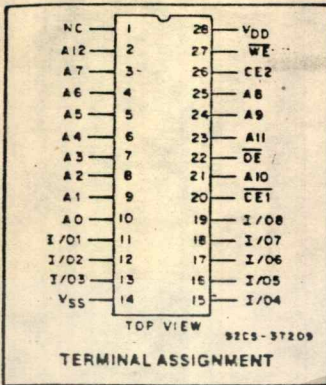 NC 1 28 VDD
A12 2 27 WE
A7 3 26 CE2
A6 4 25 A8
A5 5 24 A9
A4 6 23 A11
A3 7 22 OE
A2 8 21 A10
A1 9 20 CE1
A0 10 19 I/O8
I/O1 11 18 I/O7
I/O2 12 17 I/O6
I/O3 13 16 I/O5
VSS 14 15 I/O4
TOP VIEW
92CS-37209
TERMINAL ASSIGNMENT